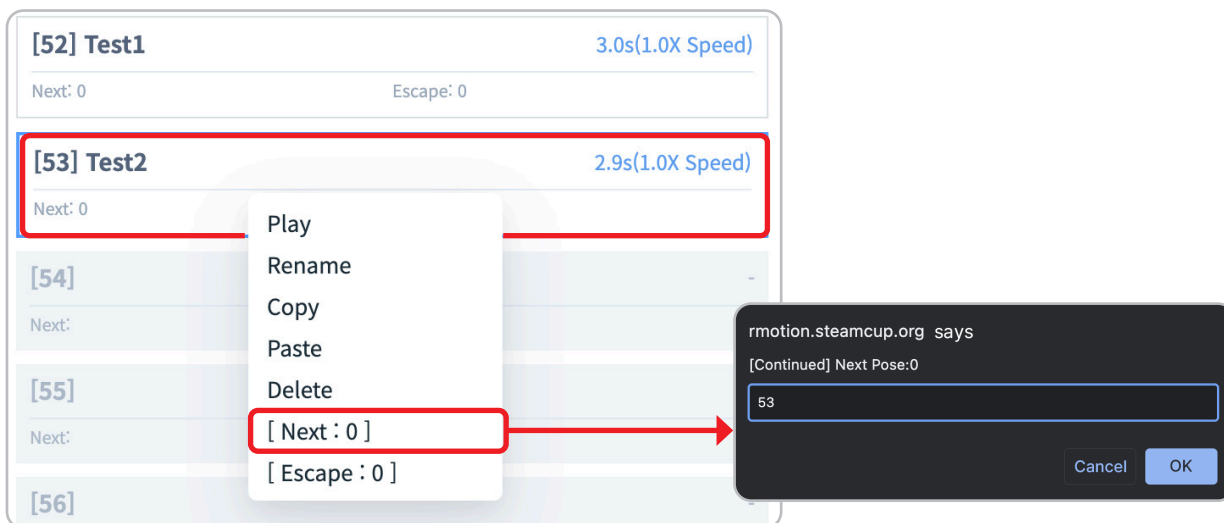 [52] Test1 3.0s(1.0X Speed)
Next: 0 Escape: 0
[53] Test2 2.9s(1.0X Speed)
Next: 0
Play
Rename
Copy
Paste
Delete
[ Next : 0 ]
[ Escape : 0 ]
[54] -
Next:
[55]
Next:
[56] -
rmotion.steamcup.org says
[Continued] Next Pose:0
53
Cancel OK